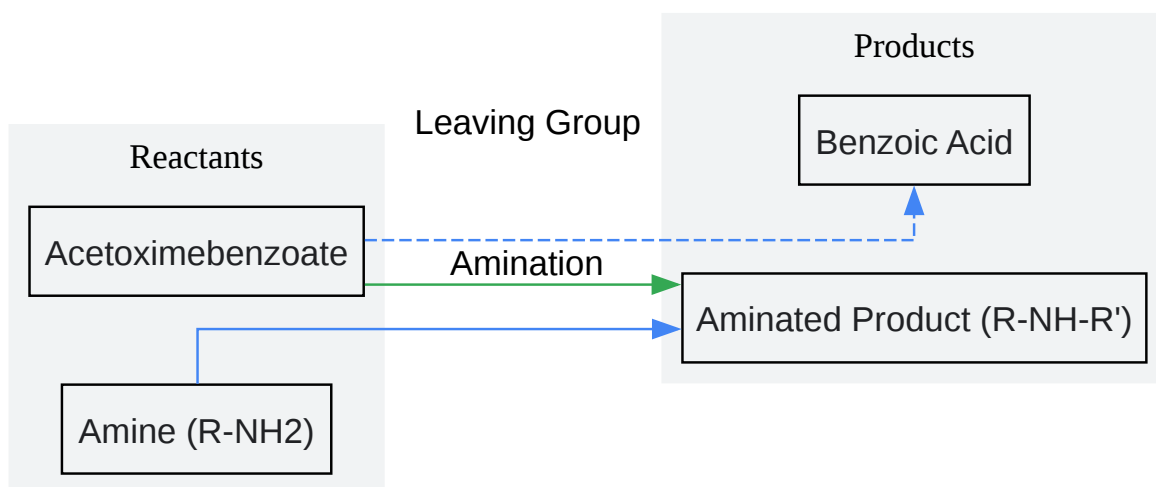 Products
Leaving Group
Benzoic Acid
Reactants
Acetoximebenzoate
Amination
Aminated Product (R-NH-R')
Amine (R-NH2)